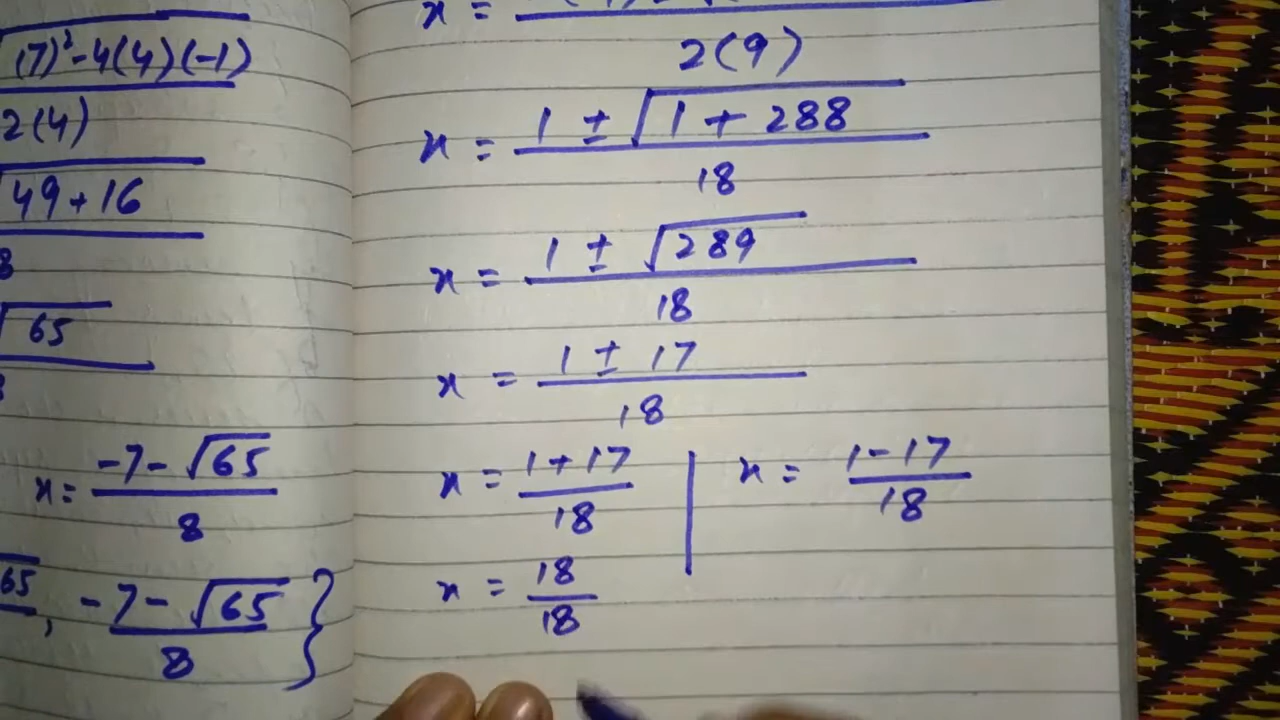 √(7)²-4(4)(-1)
2(4)
√49+16
8
√65
x= -7-√65 / 8
√65, -7-√65 / 8 }
x =
2(9)
x = 1 ± √1+288 / 18
x = 1 ± √289 / 18
x = 1 ± 17 / 18
x = 1+17 / 18 | x = 1-17 / 18
x = 18 / 18